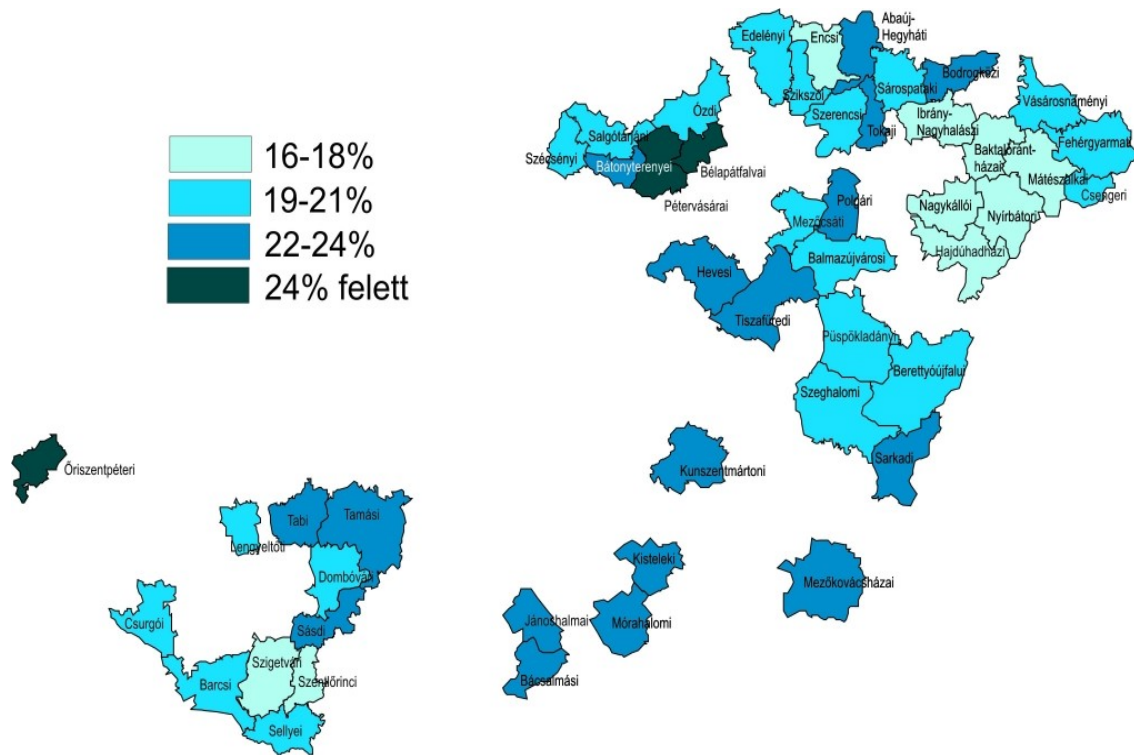 16-18%
19-21%
22-24%
24% felett
Edelényi
Encsi
Abaúj-
Hegyháti
Szikszói
Sárospataki
Bodrogközi
Szerencsi
Tokaji
Ózdi
Salgótarjáni
Szécsényi
Bátonyterenyei
Bélapátfalvai
Pétervásárai
Ibrány-
Nagyhalászi
Vásárosnaményi
Fehérgyarmati
Baktalóránt-
házai
Mátészalkai
Csengeri
Nagykállói
Nyírbátori
Hajdúhadházi
Polgári
Mezőcsáti
Balmazújvárosi
Hevesi
Tiszafüredi
Püspökladányi
Berettyóújfalui
Szeghalomi
Sarkadi
Kunszentmártoni
Mezőkovácsházai
Kisteleki
Mórahalomi
Jánoshalmai
Bácsalmási
Őriszentpéteri
Tabi
Tamási
Lengyeltóti
Dombóvári
Csurgói
Sásdi
Szigetvári
Szentlőrinci
Barcsi
Sellyei